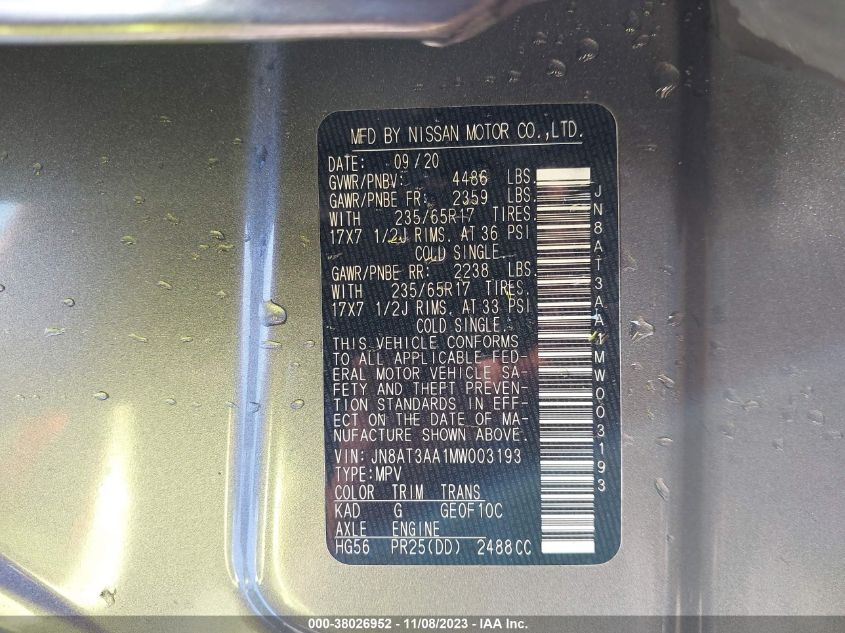 MFD BY NISSAN MOTOR CO.,LTD.
DATE: 09/20
GVWR/PNBV: 4486 LBS.
GAWR/PNBE FR: 2359 LBS.
WITH 235/65R17 TIRES.
17X7 1/2J RIMS. AT 36 PSI
COLD SINGLE.
GAWR/PNBE RR: 2238 LBS.
WITH 235/65R17 TIRES.
17X7 1/2J RIMS. AT 33 PSI
COLD SINGLE.
THIS VEHICLE CONFORMS
TO ALL APPLICABLE FED-
ERAL MOTOR VEHICLE SA-
FETY AND THEFT PREVEN-
TION STANDARDS IN EFF-
ECT ON THE DATE OF MA-
NUFACTURE SHOWN ABOVE.
VIN: JN8AT3AA1MW003193
TYPE:MPV
COLOR TRIM TRANS
KAD G GE0F10C
AXLE ENGINE
HG56 PR25(DD) 2488CC
JN8AT3AA1MW003193
000-38026952 - 11/08/2023 - IAA Inc.